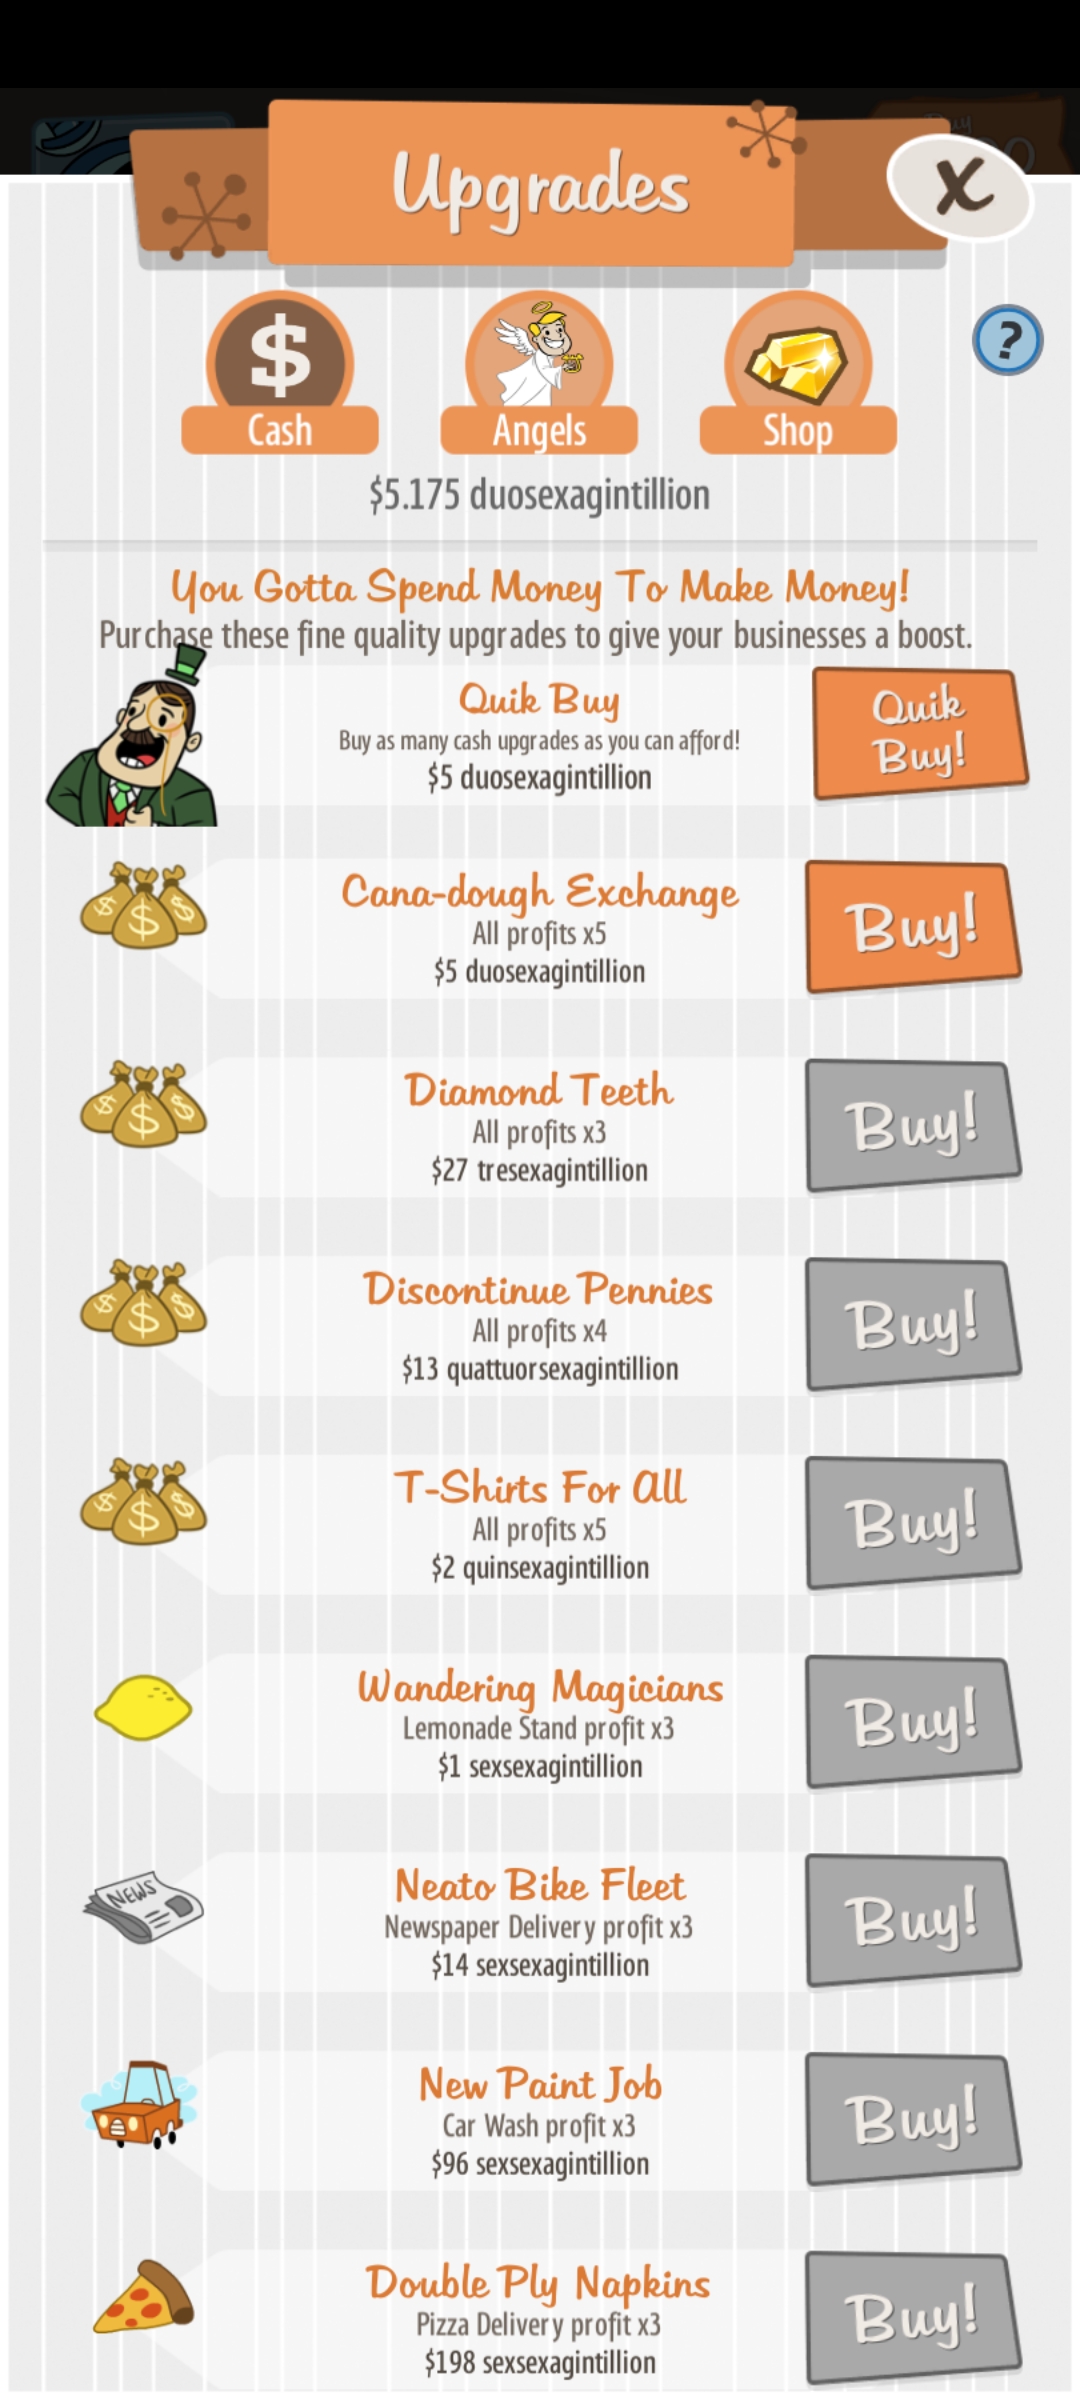 Upgrades
X
$
Cash
Angels
Shop
?
$5.175 duosexagintillion
You Gotta Spend Money To Make Money!
Purchase these fine quality upgrades to give your businesses a boost.
Quik Buy
Buy as many cash upgrades as you can afford!
$5 duosexagintillion
Quik
Buy!
Cana-dough Exchange
All profits x5
$5 duosexagintillion
Buy!
$ $ $
Diamond Teeth
All profits x3
$27 tresexagintillion
Buy!
$ $ $
Discontinue Pennies
All profits x4
$13 quattuorsexagintillion
Buy!
$ $ $
T-Shirts For All
All profits x5
$2 quinsexagintillion
Buy!
$ $ $
Wandering Magicians
Lemonade Stand profit x3
$1 sexsexagintillion
Buy!
NEWS
Neato Bike Fleet
Newspaper Delivery profit x3
$14 sexsexagintillion
Buy!
New Paint Job
Car Wash profit x3
$96 sexsexagintillion
Buy!
Double Ply Napkins
Pizza Delivery profit x3
$198 sexsexagintillion
Buy!